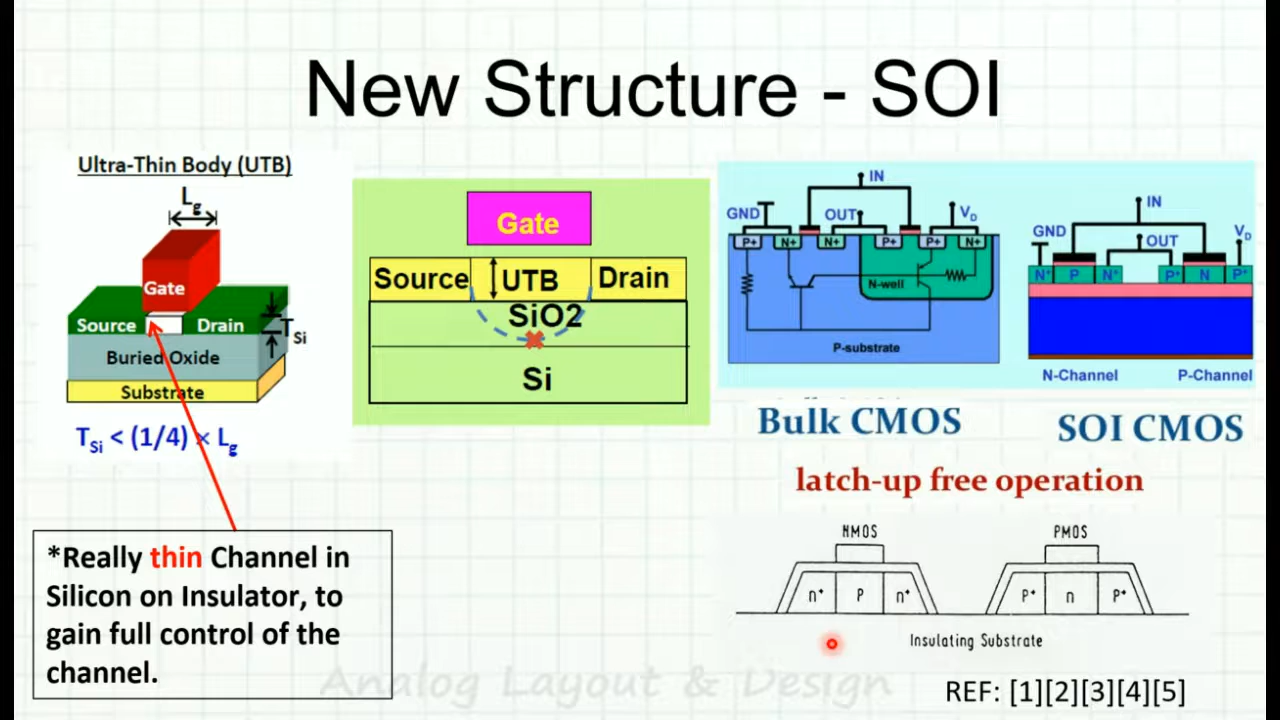 New Structure - SOI
Ultra-Thin Body (UTB)
Lg
Gate
Source
Drain
TSi
Buried Oxide
Substrate
TSi < (1/4) × Lg
*Really thin Channel in
Silicon on Insulator, to
gain full control of the
channel.
Gate
Source
UTB
Drain
SiO2
Si
IN
GND
OUT
VD
P+
N+
N+
P+
P+
N+
N-well
P-substrate
IN
GND
OUT
VD
N+
P
N+
P+
N
P+
N-Channel
P-Channel
Bulk CMOS
SOI CMOS
latch-up free operation
NMOS
PMOS
n+
P
n+
P+
n
P+
Insulating Substrate
Analog Layout & Design
REF: [1][2][3][4][5]